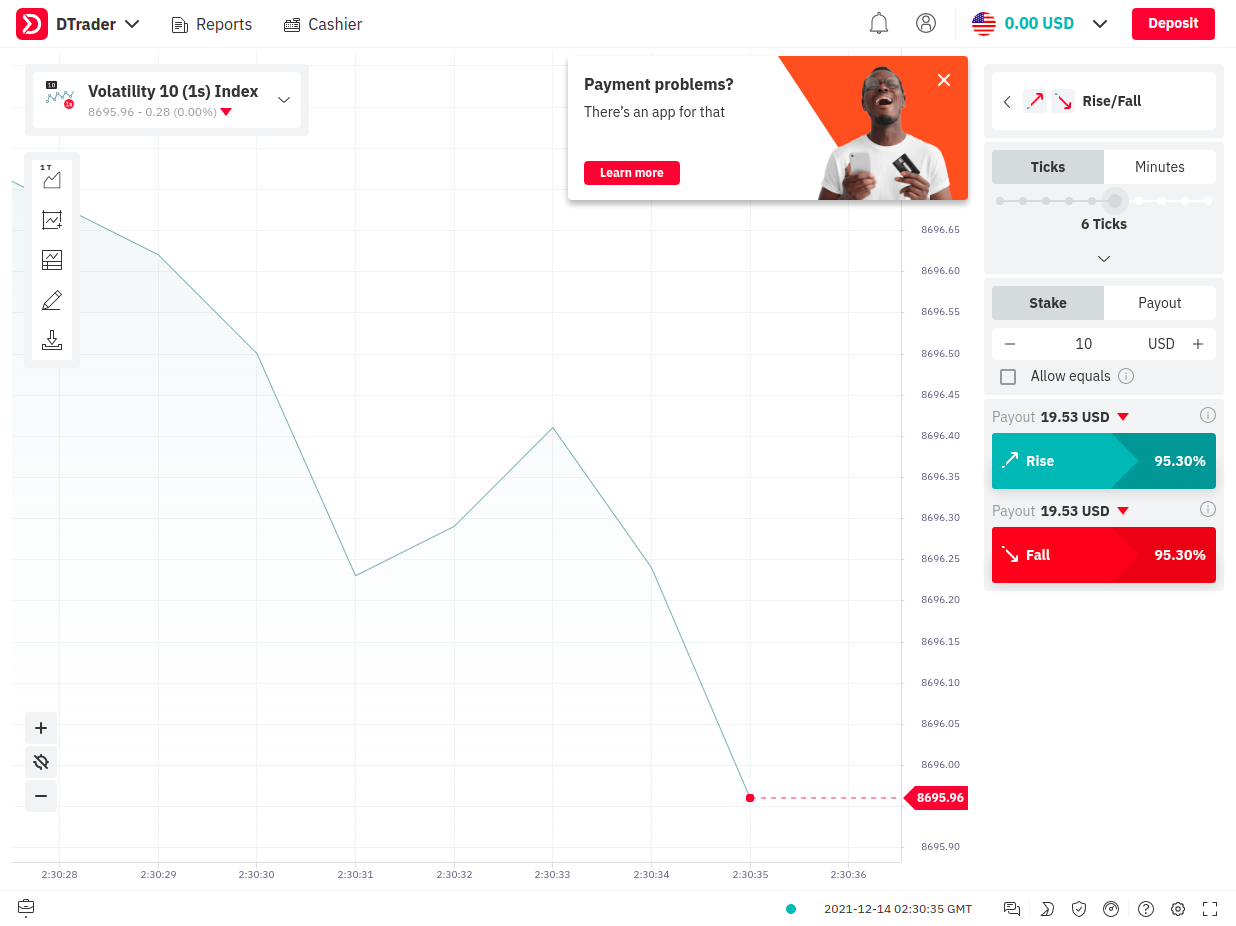 DTrader
Reports
Cashier
0.00 USD
Deposit
10
1s
Volatility 10 (1s) Index
8695.96 - 0.28 (0.00%)
Payment problems?
There's an app for that
Learn more
Rise/Fall
1 T
Ticks
Minutes
6 Ticks
Stake
Payout
10
USD
Allow equals
Payout 19.53 USD
Rise
95.30%
Payout 19.53 USD
Fall
95.30%
8696.65
8696.60
8696.55
8696.50
8696.45
8696.40
8696.35
8696.30
8696.25
8696.20
8696.15
8696.10
8696.05
8696.00
8695.96
8695.90
2:30:28
2:30:29
2:30:30
2:30:31
2:30:32
2:30:33
2:30:34
2:30:35
2:30:36
2021-12-14 02:30:35 GMT